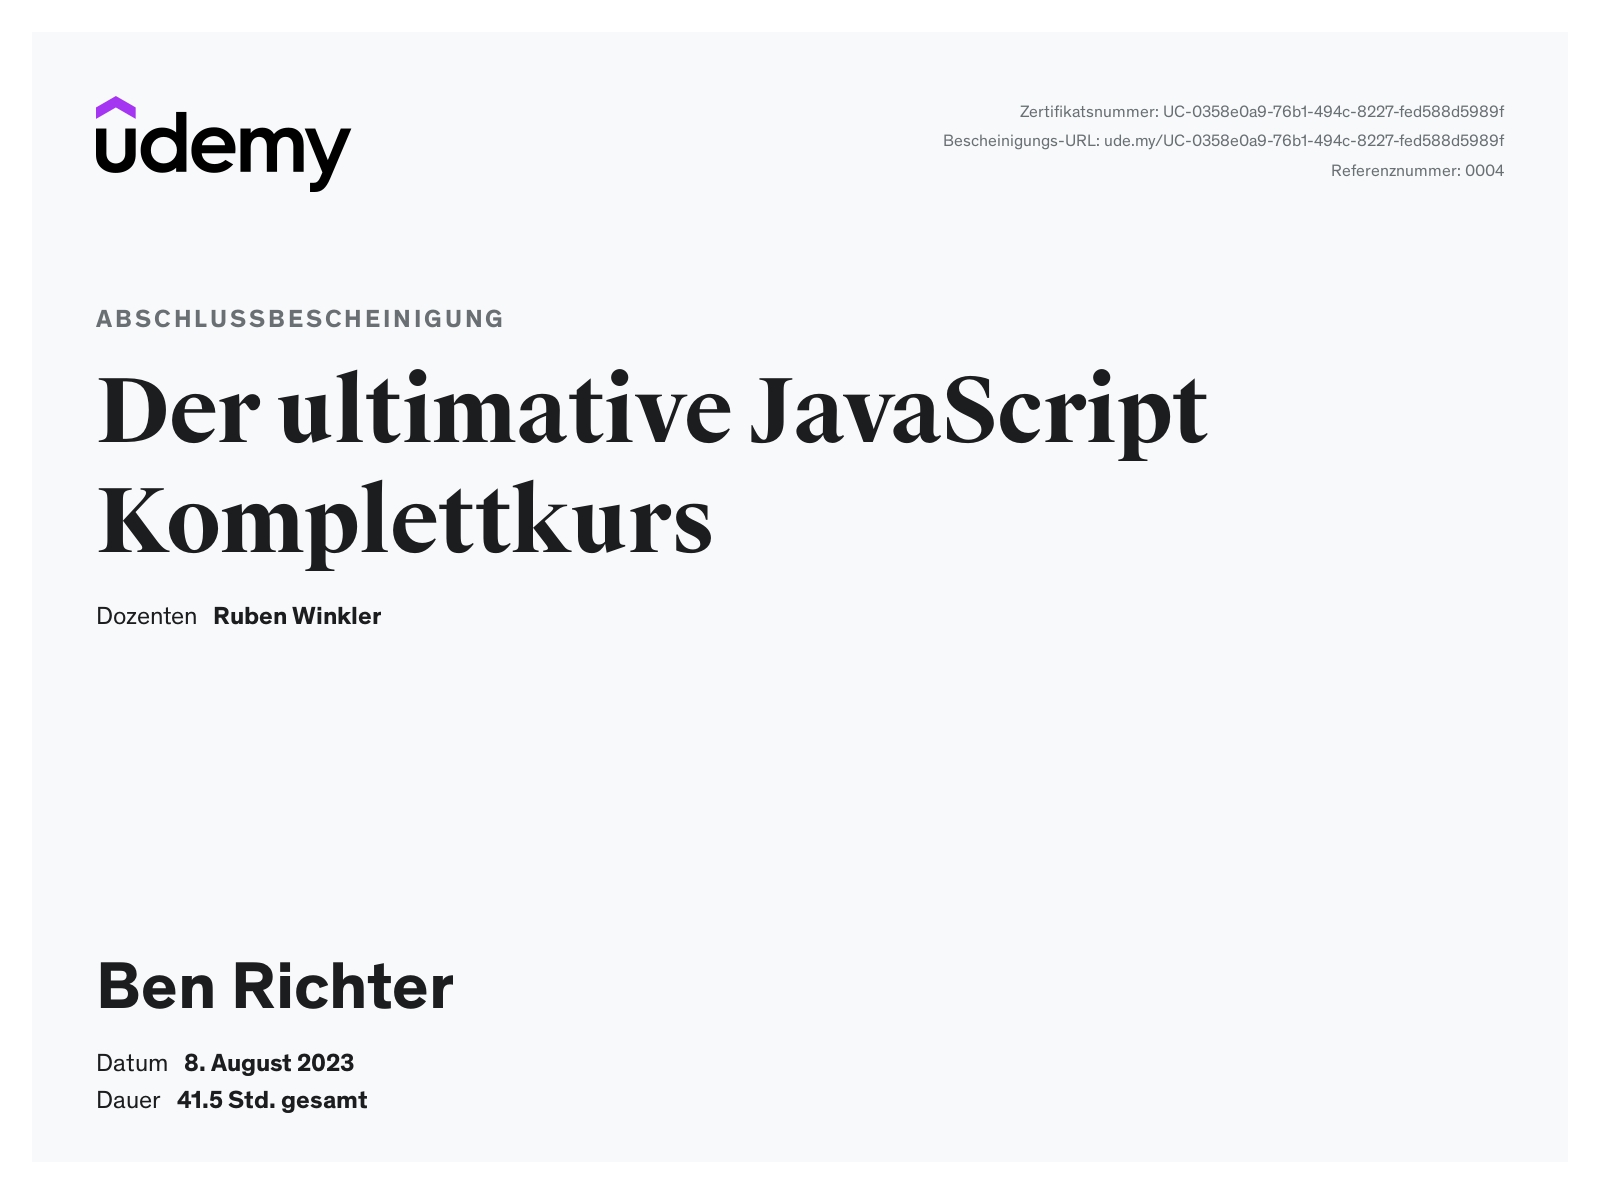 udemy
Zertifikatsnummer: UC-0358e0a9-76b1-494c-8227-fed588d5989f
Bescheinigungs-URL: ude.my/UC-0358e0a9-76b1-494c-8227-fed588d5989f
Referenznummer: 0004
ABSCHLUSSBESCHEINIGUNG
Der ultimative JavaScript
Komplettkurs
Dozenten Ruben Winkler
Ben Richter
Datum 8. August 2023
Dauer 41.5 Std. gesamt